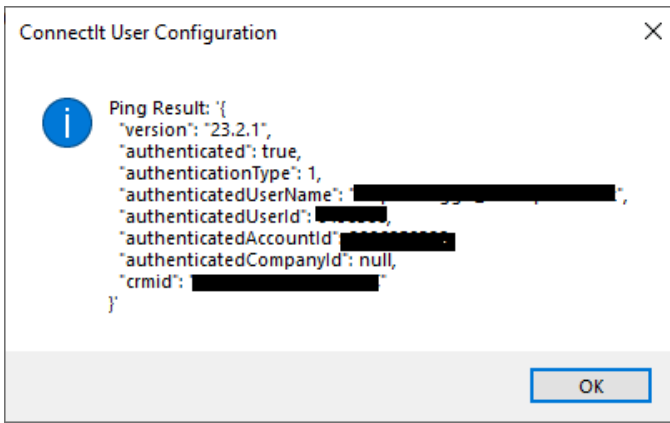 ConnectIt User Configuration
Ping Result: '{
"version": "23.2.1",
"authenticated": true,
"authenticationType": 1,
"authenticatedUserName": "
",
"authenticatedUserId":
,
"authenticatedAccountId":
"authenticatedCompanyId": null,
"crmid": "
"
}'
OK